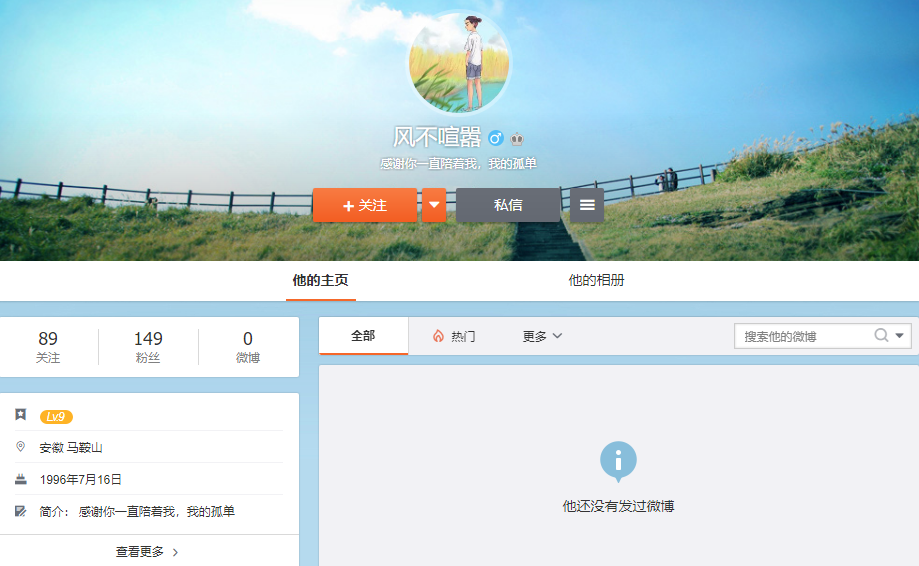 风不喧嚣
感谢你一直陪着我，我的孤单
+关注
私信
他的主页
他的相册
89
149
0
关注
粉丝
微博
全部
热门
更多
搜索他的微博
Lv9
安徽 马鞍山
1996年7月16日
简介： 感谢你一直陪着我，我的孤单
查看更多 >
他还没有发过微博